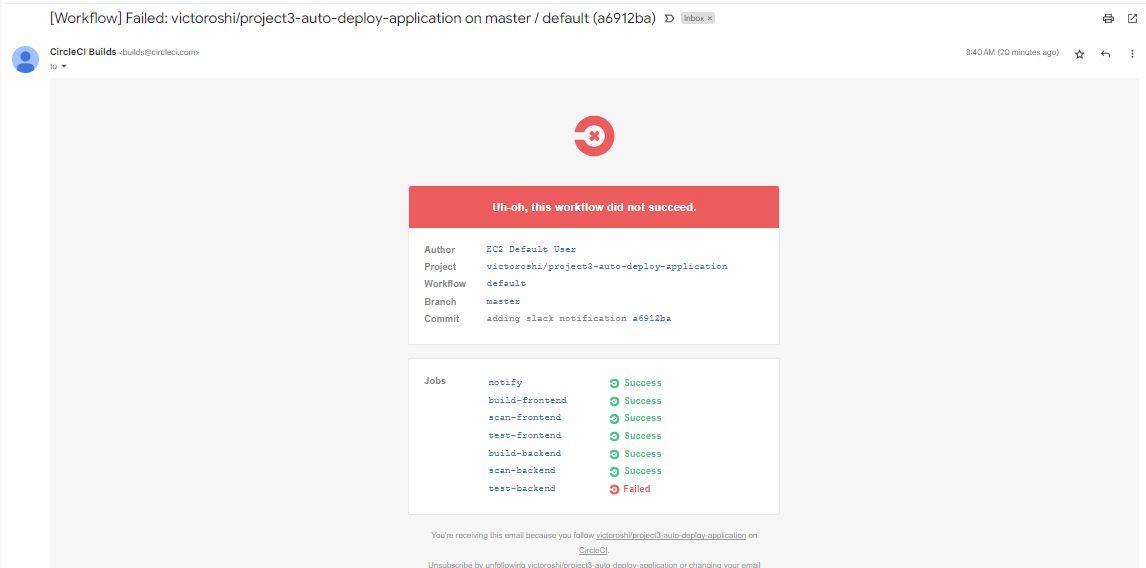 [Workflow] Failed: victoroshi/project3-auto-deploy-application on master / default (a6912ba) Inbox ×
CircleCI Builds <builds@circleci.com> 8:40 AM (20 minutes ago)
to
Uh-oh, this workflow did not succeed.
Author EC2 Default User
Project victoroshi/project3-auto-deploy-application
Workflow default
Branch master
Commit adding slack notification a6912ba
Jobs notify Success
build-frontend Success
scan-frontend Success
test-frontend Success
build-backend Success
scan-backend Success
test-backend Failed
You're receiving this email because you follow victoroshi/project3-auto-deploy-application on
CircleCI.
Unsubscribe by unfollowing victoroshi/project3-auto-deploy-application or changing your email